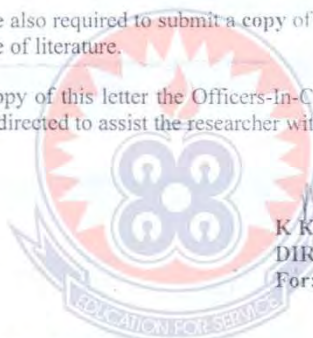 e also required to submit a copy of
e of literature.
opy of this letter the Officers-In-C
directed to assist the researcher wit
K K
DIR
For:
EDUCATION FOR SERVICE